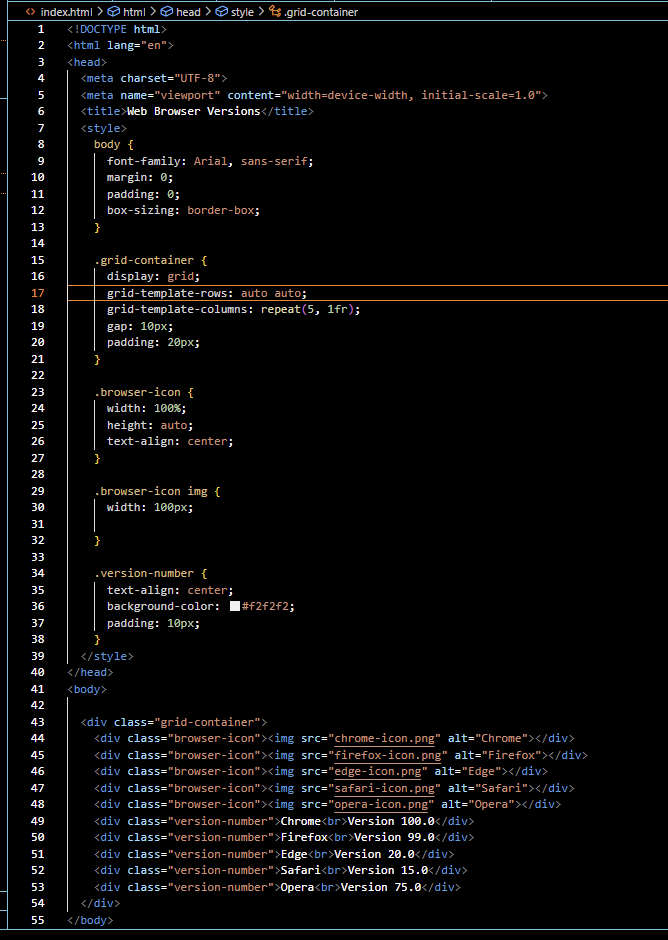 index.html > html > head > style > .grid-container
1 <!DOCTYPE html>
2 <html lang="en">
3 <head>
4 <meta charset="UTF-8">
5 <meta name="viewport" content="width=device-width, initial-scale=1.0">
6 <title>Web Browser Versions</title>
7 <style>
8 body {
9 font-family: Arial, sans-serif;
10 margin: 0;
11 padding: 0;
12 box-sizing: border-box;
13 }
14
15 .grid-container {
16 display: grid;
17 grid-template-rows: auto auto;
18 grid-template-columns: repeat(5, 1fr);
19 gap: 10px;
20 padding: 20px;
21 }
22
23 .browser-icon {
24 width: 100%;
25 height: auto;
26 text-align: center;
27 }
28
29 .browser-icon img {
30 width: 100px;
31
32 }
33
34 .version-number {
35 text-align: center;
36 background-color: #f2f2f2;
37 padding: 10px;
38 }
39 </style>
40 </head>
41 <body>
42
43 <div class="grid-container">
44 <div class="browser-icon"><img src="chrome-icon.png" alt="Chrome"></div>
45 <div class="browser-icon"><img src="firefox-icon.png" alt="Firefox"></div>
46 <div class="browser-icon"><img src="edge-icon.png" alt="Edge"></div>
47 <div class="browser-icon"><img src="safari-icon.png" alt="Safari"></div>
48 <div class="browser-icon"><img src="opera-icon.png" alt="Opera"></div>
49 <div class="version-number">Chrome<br>Version 100.0</div>
50 <div class="version-number">Firefox<br>Version 99.0</div>
51 <div class="version-number">Edge<br>Version 20.0</div>
52 <div class="version-number">Safari<br>Version 15.0</div>
53 <div class="version-number">Opera<br>Version 75.0</div>
54 </div>
55 </body>